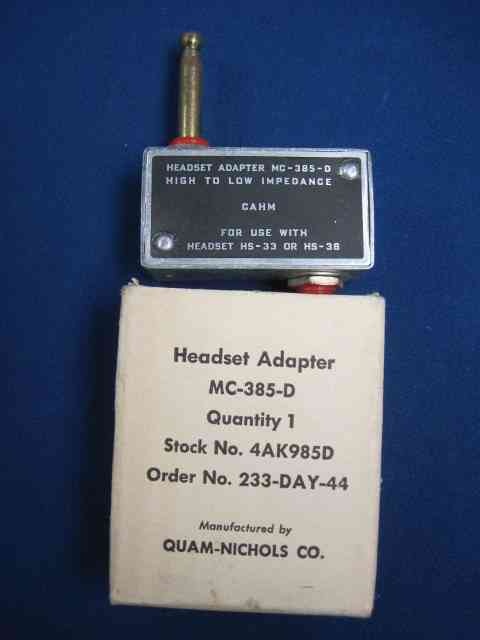 HEADSET ADAPTER MC-385-D
HIGH TO LOW IMPEDANCE
CAHM
FOR USE WITH
HEADSET HS-33 OR HS-38
Headset Adapter
MC-385-D
Quantity 1
Stock No. 4AK985D
Order No. 233-DAY-44
Manufactured by
QUAM-NICHOLS CO.